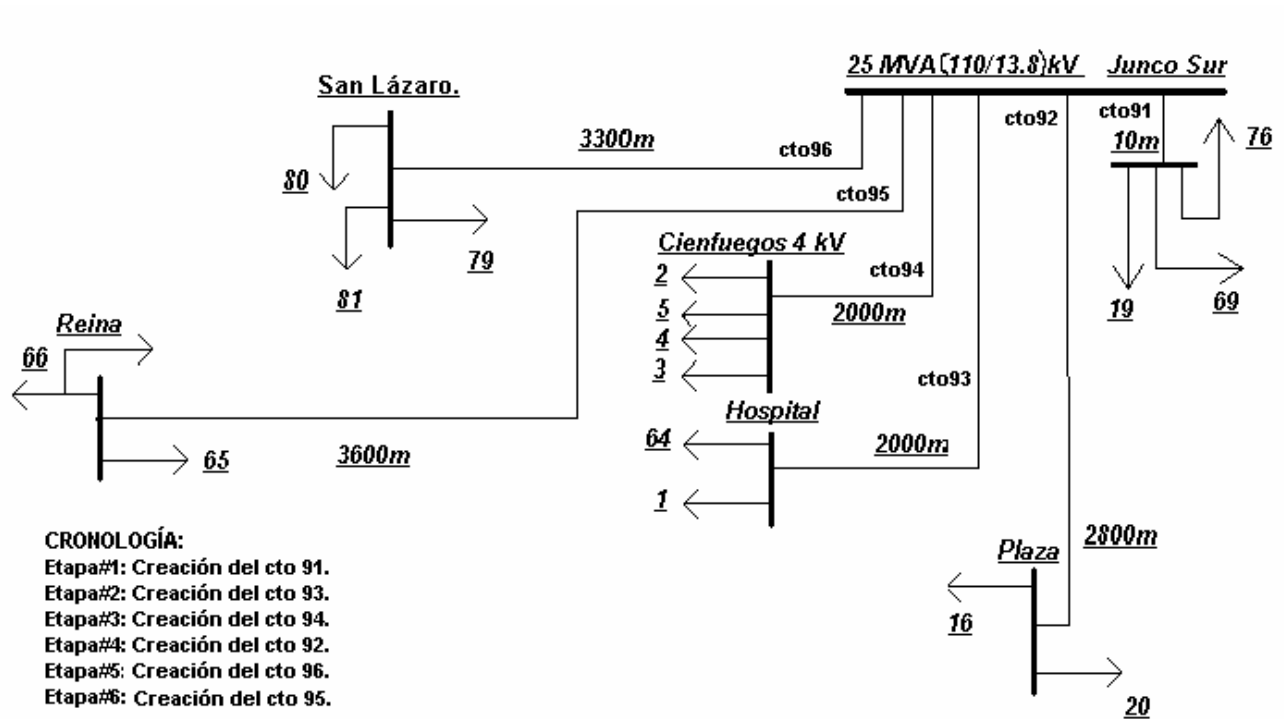 25 MVA(110/13.8)kV Junco Sur
San Lázaro.
cto92
cto91
3300m
cto96
10m
76
80
cto95
Cienfuegos 4 kV
79
2
cto94
81
5
2000m
19
69
Reina
4
66
3
cto93
Hospital
64
2000m
65
3600m
1
CRONOLOGÍA:
Plaza
2800m
Etapa#1: Creación del cto 91.
Etapa#2: Creación del cto 93.
Etapa#3: Creación del cto 94.
16
Etapa#4: Creación del cto 92.
Etapa#5: Creación del cto 96.
Etapa#6: Creación del cto 95.
20